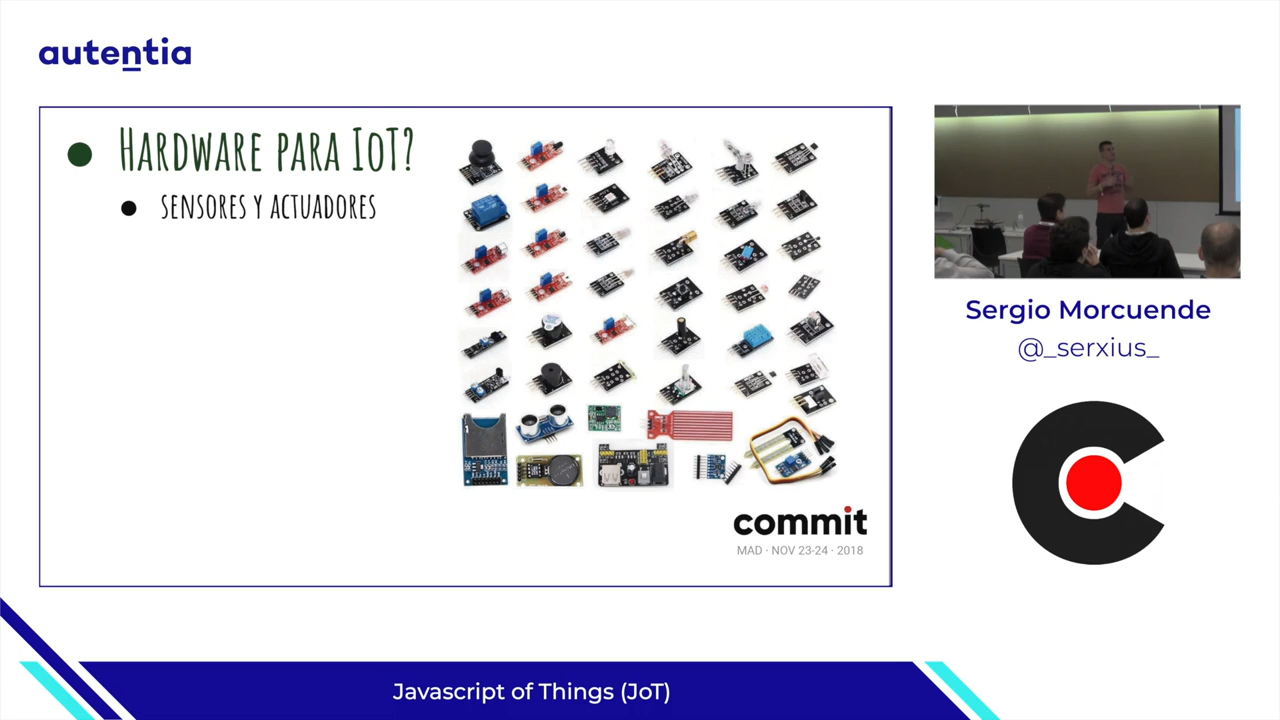 autentia
HARDWARE PARA IOT?
SENSORES Y ACTUADORES
commit
MAD · NOV 23-24 · 2018
Sergio Morcuende
@_serxius_
Javascript of Things (JoT)